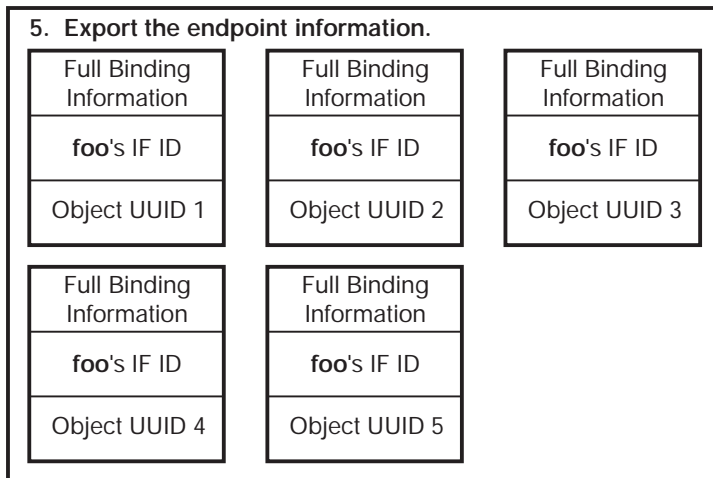 5. Export the endpoint information.
Full Binding
Information
foo's IF ID
Object UUID 1
Full Binding
Information
foo's IF ID
Object UUID 2
Full Binding
Information
foo's IF ID
Object UUID 3
Full Binding
Information
foo's IF ID
Object UUID 4
Full Binding
Information
foo's IF ID
Object UUID 5